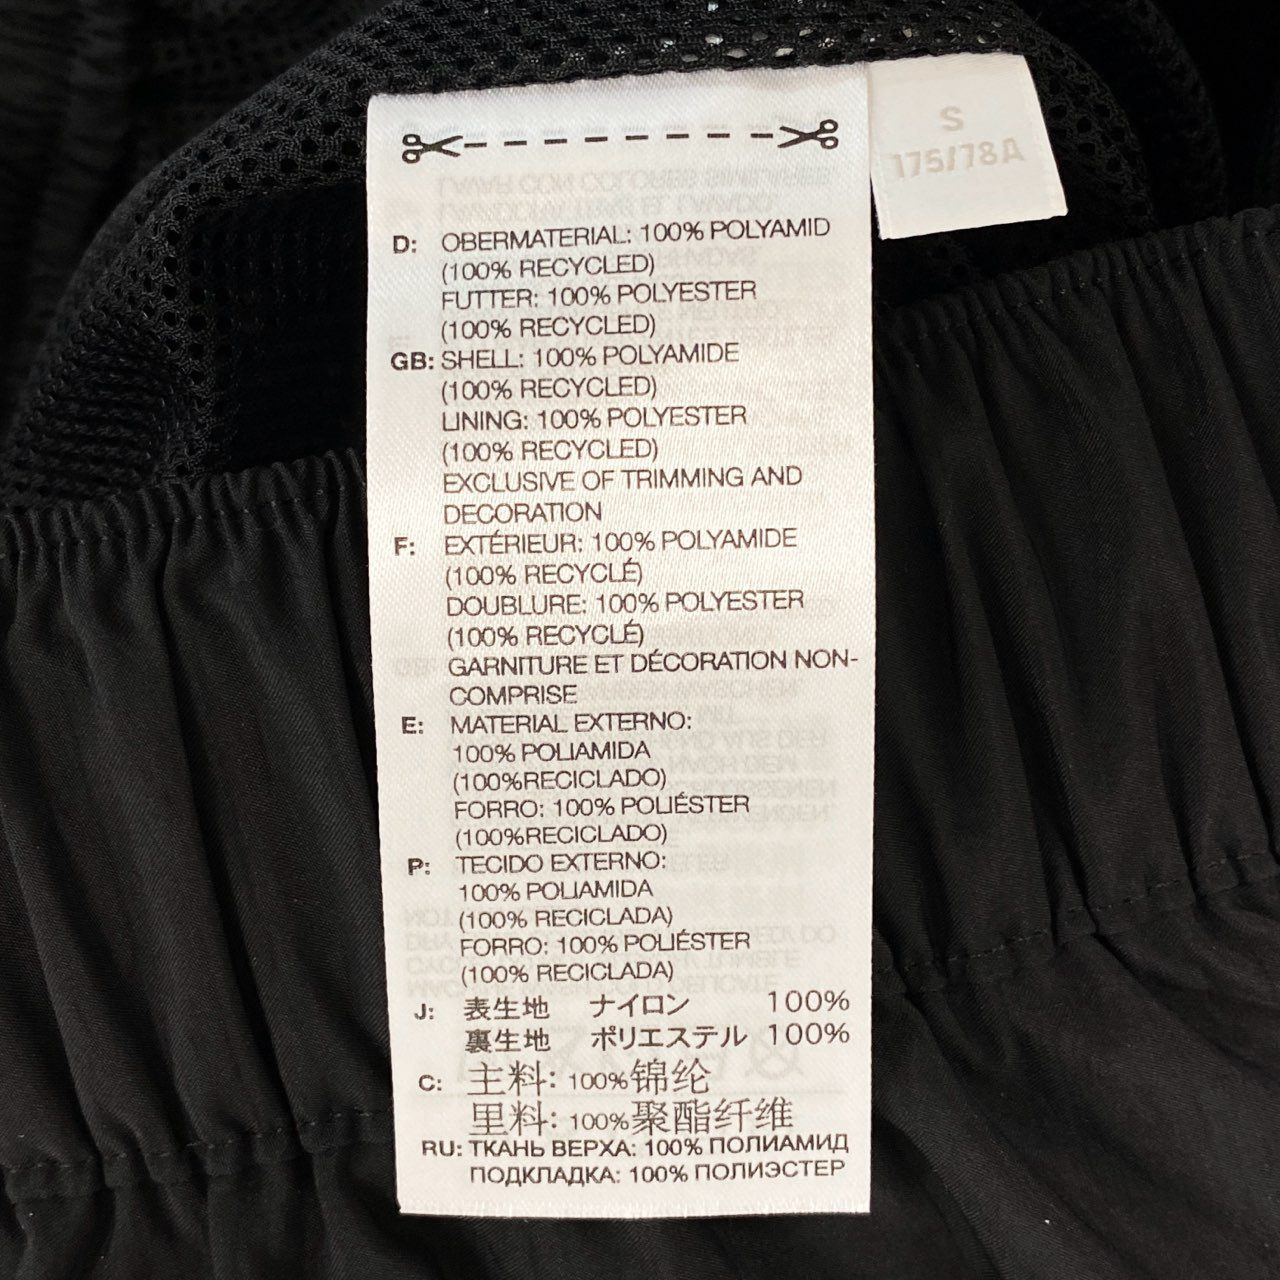 S
175/78A
D: OBERMATERIAL: 100% POLYAMID
(100% RECYCLED)
FUTTER: 100% POLYESTER
(100% RECYCLED)
GB: SHELL: 100% POLYAMIDE
(100% RECYCLED)
LINING: 100% POLYESTER
(100% RECYCLED)
EXCLUSIVE OF TRIMMING AND
DECORATION
F: EXTÉRIEUR: 100% POLYAMIDE
(100% RECYCLÉ)
DOUBLURE: 100% POLYESTER
(100% RECYCLÉ)
GARNITURE ET DÉCORATION NON-
COMPRISE
E: MATERIAL EXTERNO:
100% POLIAMIDA
(100%RECICLADO)
FORRO: 100% POLIÉSTER
(100%RECICLADO)
P: TECIDO EXTERNO:
100% POLIAMIDA
(100% RECICLADA)
FORRO: 100% POLIÉSTER
(100% RECICLADA)
J: 表生地 ナイロン 100%
裏生地 ポリエステル 100%
C: 主料: 100%锦纶
里料: 100%聚酯纤维
RU: ТКАНЬ ВЕРХА: 100% ПОЛИАМИД
ПОДКЛАДКА: 100% ПОЛИЭСТЕР